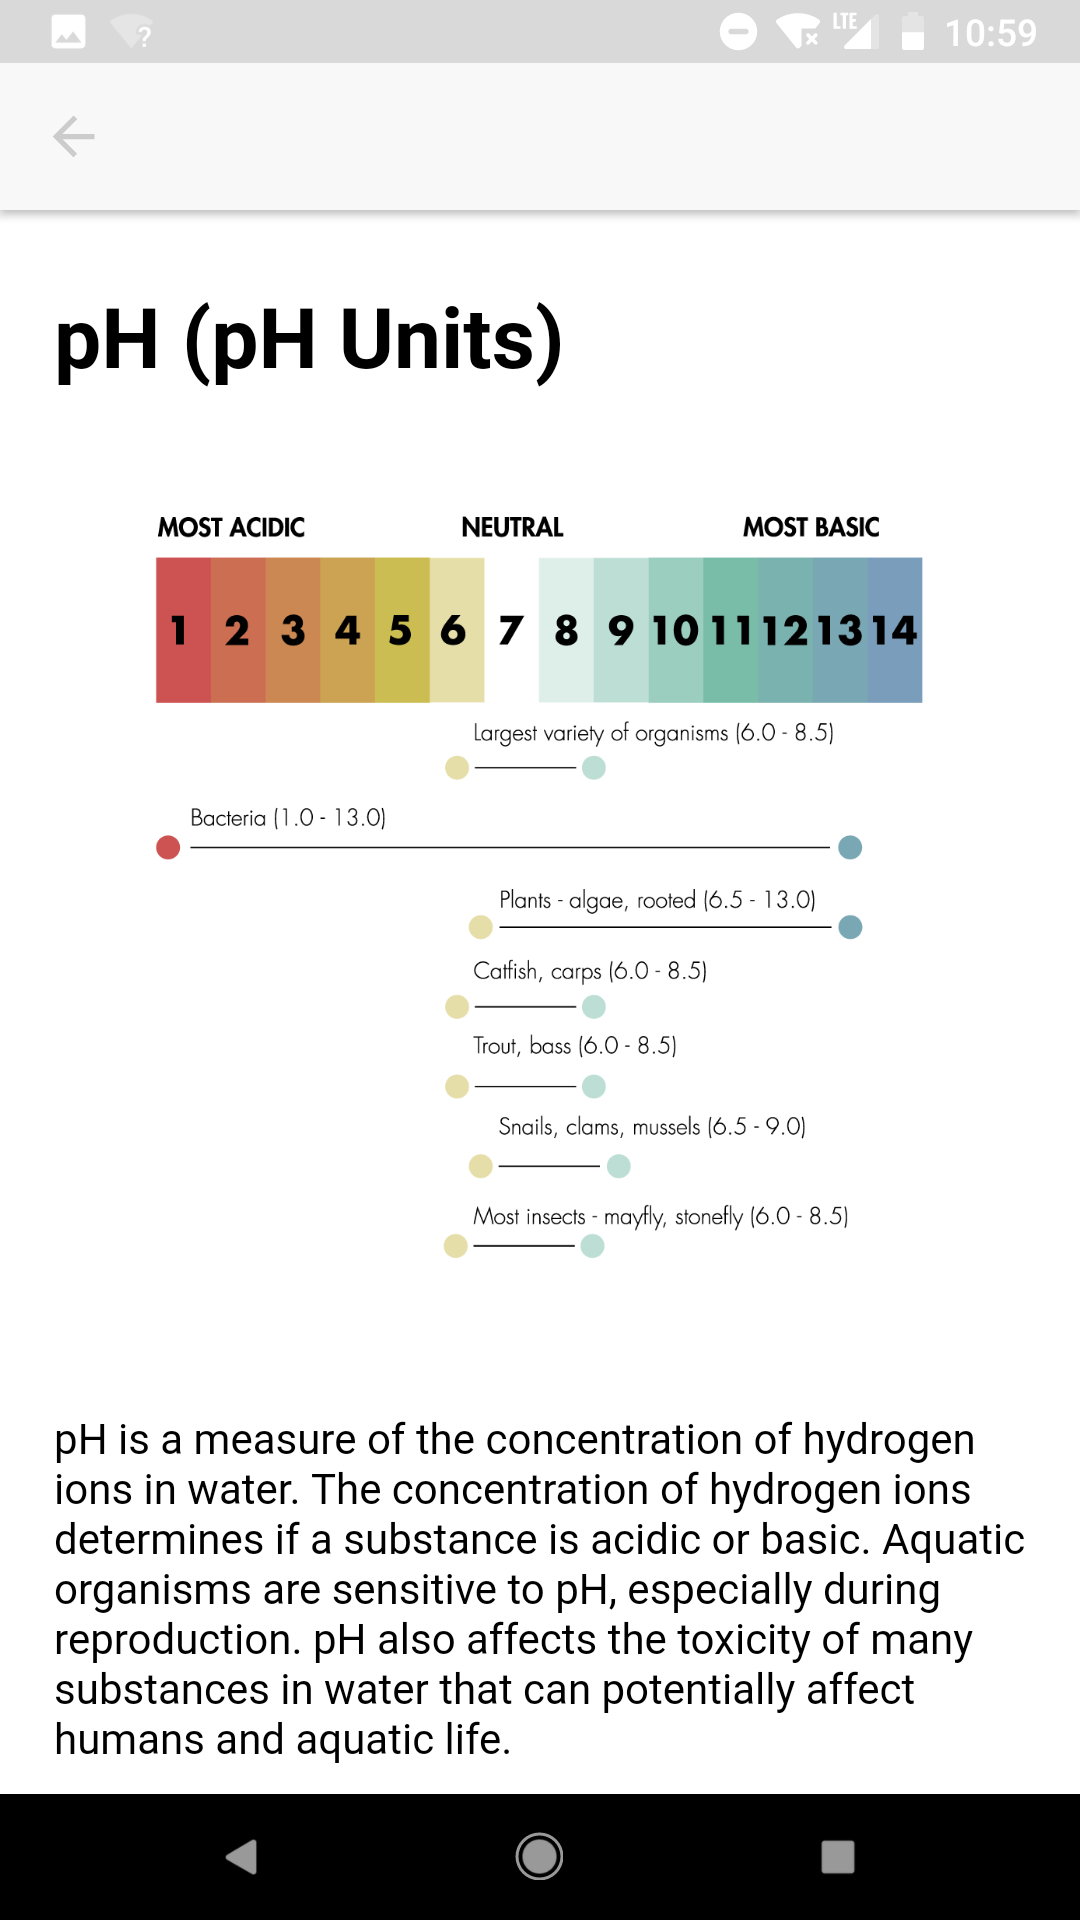 LTE 10:59
pH (pH Units)
MOST ACIDIC NEUTRAL MOST BASIC
1 2 3 4 5 6 7 8 9 10 11 12 13 14
Largest variety of organisms (6.0 - 8.5)
Bacteria (1.0 - 13.0)
Plants - algae, rooted (6.5 - 13.0)
Catfish, carps (6.0 - 8.5)
Trout, bass (6.0 - 8.5)
Snails, clams, mussels (6.5 - 9.0)
Most insects - mayfly, stonefly (6.0 - 8.5)
pH is a measure of the concentration of hydrogen
ions in water. The concentration of hydrogen ions
determines if a substance is acidic or basic. Aquatic
organisms are sensitive to pH, especially during
reproduction. pH also affects the toxicity of many
substances in water that can potentially affect
humans and aquatic life.